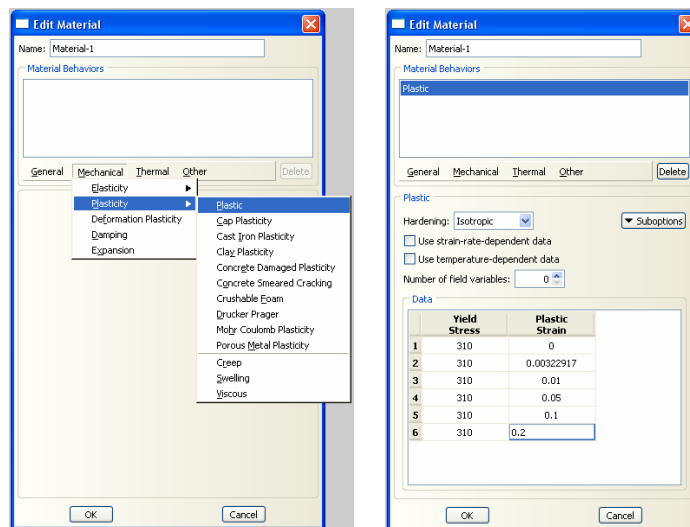 Edit Material
Name: Material-1
Material Behaviors
General Mechanical Thermal Other Delete
Elasticity
Plasticity
Deformation Plasticity
Damping
Expansion
Plastic
Cap Plasticity
Cast Iron Plasticity
Clay Plasticity
Concrete Damaged Plasticity
Concrete Smeared Cracking
Crushable Foam
Drucker Prager
Mohr Coulomb Plasticity
Porous Metal Plasticity
Creep
Swelling
Viscous
OK Cancel
Edit Material
Name: Material-1
Material Behaviors
Plastic
General Mechanical Thermal Other Delete
Plastic
Hardening: Isotropic Suboptions
Use strain-rate-dependent data
Use temperature-dependent data
Number of field variables: 0
Data
Yield Plastic
Stress Strain
1 310 0
2 310 0.00322917
3 310 0.01
4 310 0.05
5 310 0.1
6 310 0.2
OK Cancel